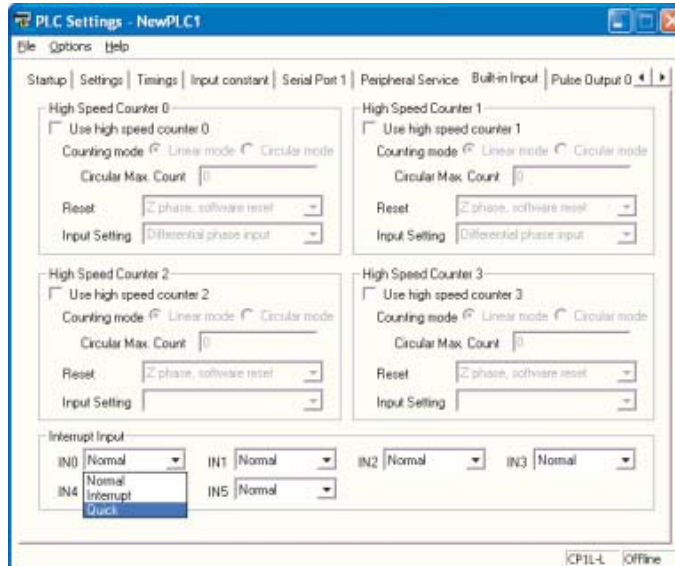 PLC Settings - NewPLC1
File Options Help
Startup Settings Timings Input constant Serial Port 1 Peripheral Service Built-in Input Pulse Output 0
High Speed Counter 0
Use high speed counter 0
Counting mode Linear mode Circular mode
Circular Max. Count 0
Reset Z phase, software reset
Input Setting Differential phase input
High Speed Counter 1
Use high speed counter 1
Counting mode Linear mode Circular mode
Circular Max. Count 0
Reset Z phase, software reset
Input Setting Differential phase input
High Speed Counter 2
Use high speed counter 2
Counting mode Linear mode Circular mode
Circular Max. Count 0
Reset Z phase, software reset
Input Setting
High Speed Counter 3
Use high speed counter 3
Counting mode Linear mode Circular mode
Circular Max. Count 0
Reset Z phase, software reset
Input Setting
Interrupt Input
IN0 Normal IN1 Normal IN2 Normal IN3 Normal
Normal
IN4 Interrupt IN5 Normal
Quick
CP1L-L Offline